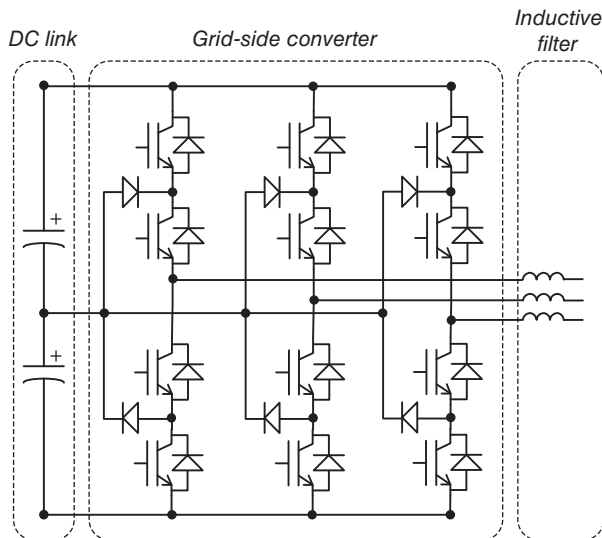 DC link
Grid-side converter
Inductive
filter
+
+